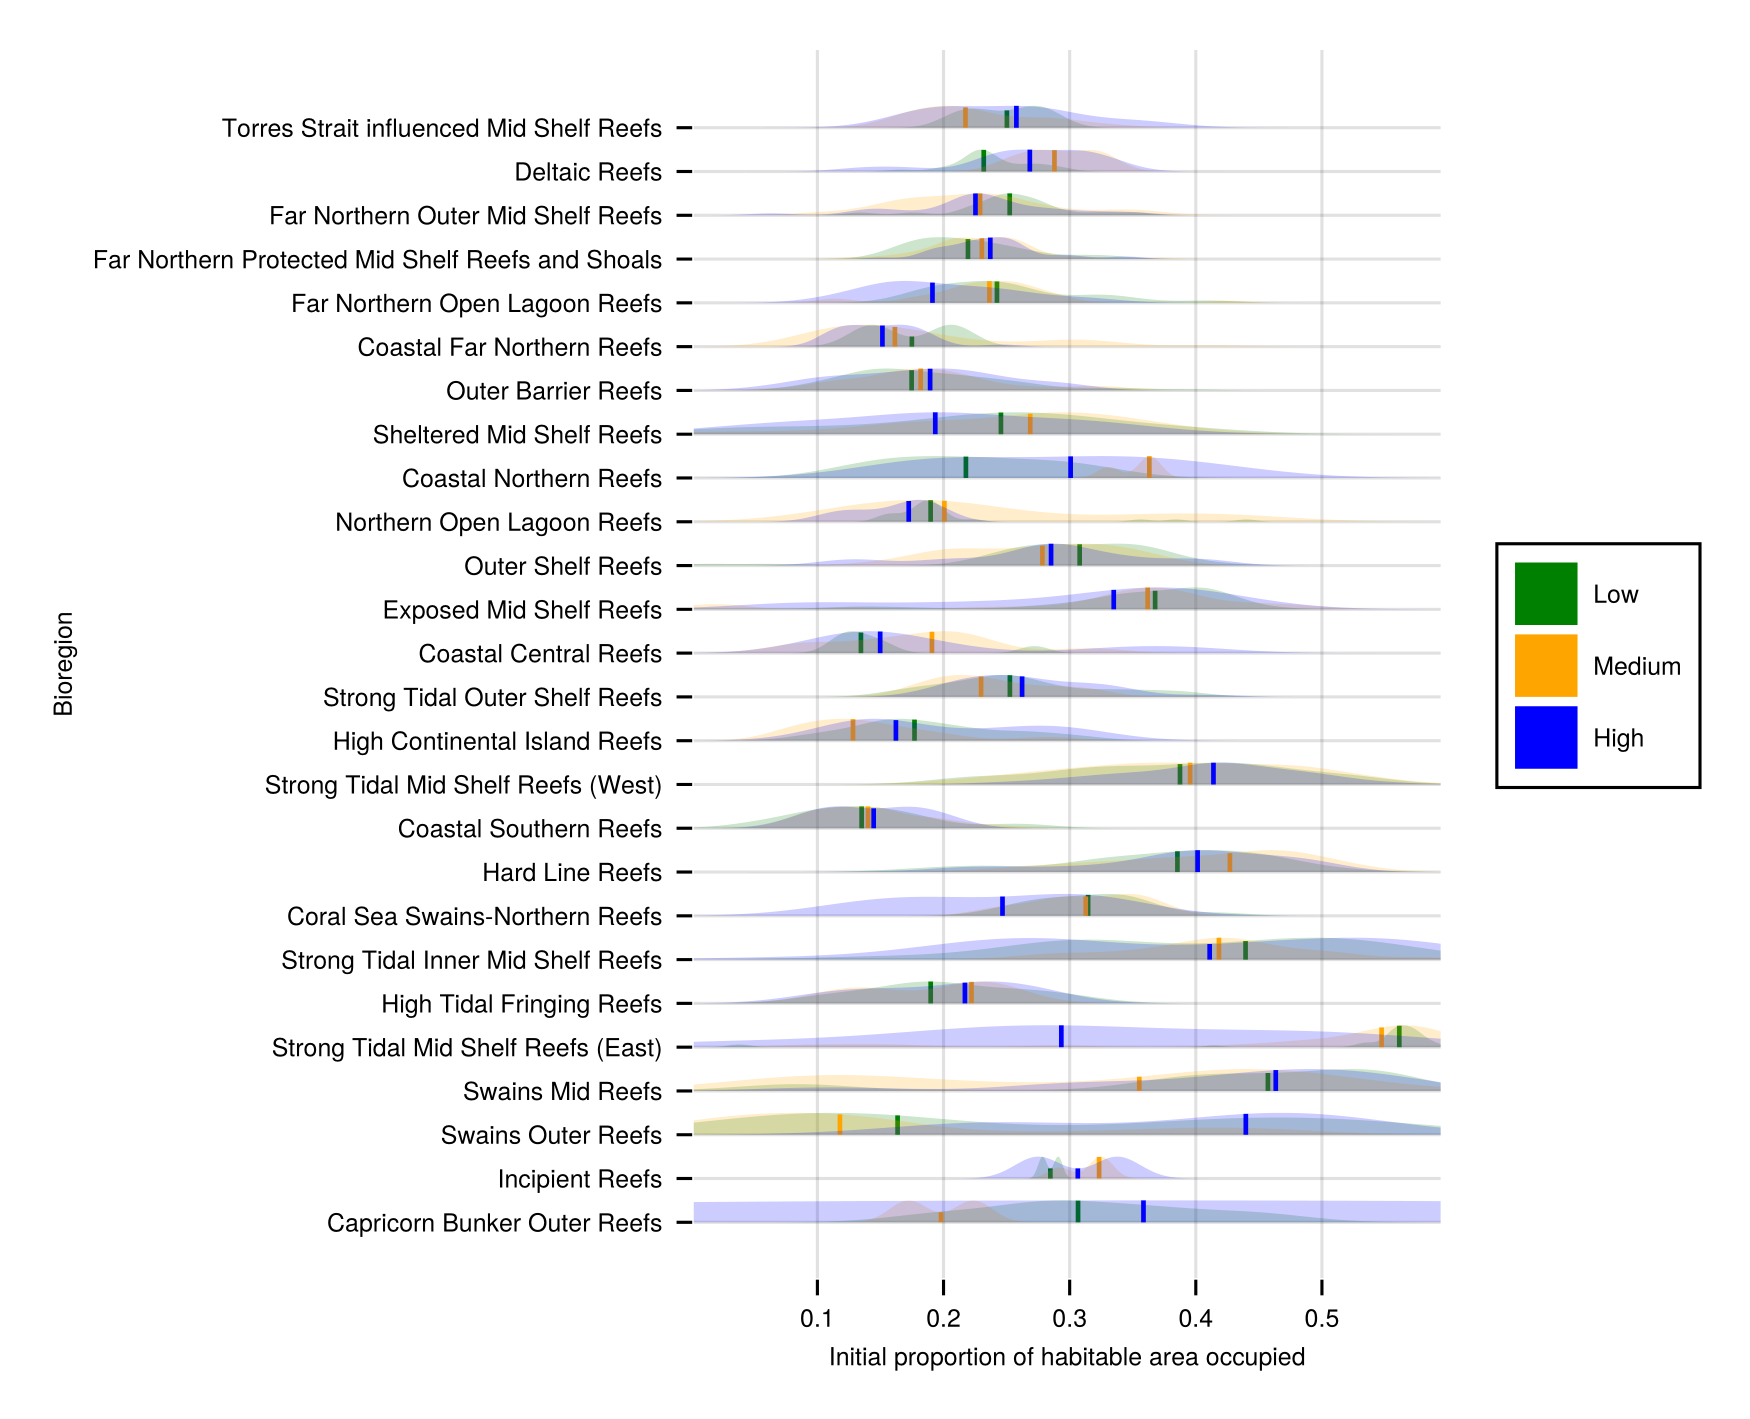 Torres Strait influenced Mid Shelf Reefs
Deltaic Reefs
Far Northern Outer Mid Shelf Reefs
Far Northern Protected Mid Shelf Reefs and Shoals
Far Northern Open Lagoon Reefs
Coastal Far Northern Reefs
Outer Barrier Reefs
Sheltered Mid Shelf Reefs
Coastal Northern Reefs
Northern Open Lagoon Reefs
Outer Shelf Reefs
Exposed Mid Shelf Reefs
Coastal Central Reefs
Strong Tidal Outer Shelf Reefs
High Continental Island Reefs
Strong Tidal Mid Shelf Reefs (West)
Coastal Southern Reefs
Hard Line Reefs
Coral Sea Swains-Northern Reefs
Strong Tidal Inner Mid Shelf Reefs
High Tidal Fringing Reefs
Strong Tidal Mid Shelf Reefs (East)
Swains Mid Reefs
Swains Outer Reefs
Incipient Reefs
Capricorn Bunker Outer Reefs
Bioregion
0.1 0.2 0.3 0.4 0.5
Initial proportion of habitable area occupied
Low
Medium
High